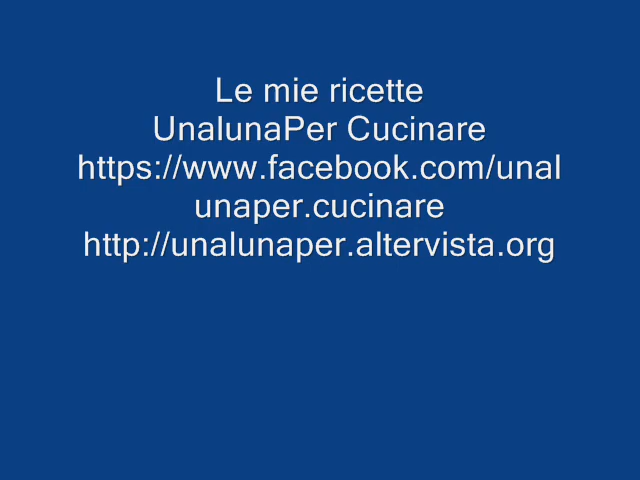 Le mie ricette
UnalunaPer Cucinare
https://www.facebook.com/unal
unaper.cucinare
http://unalunaper.altervista.org